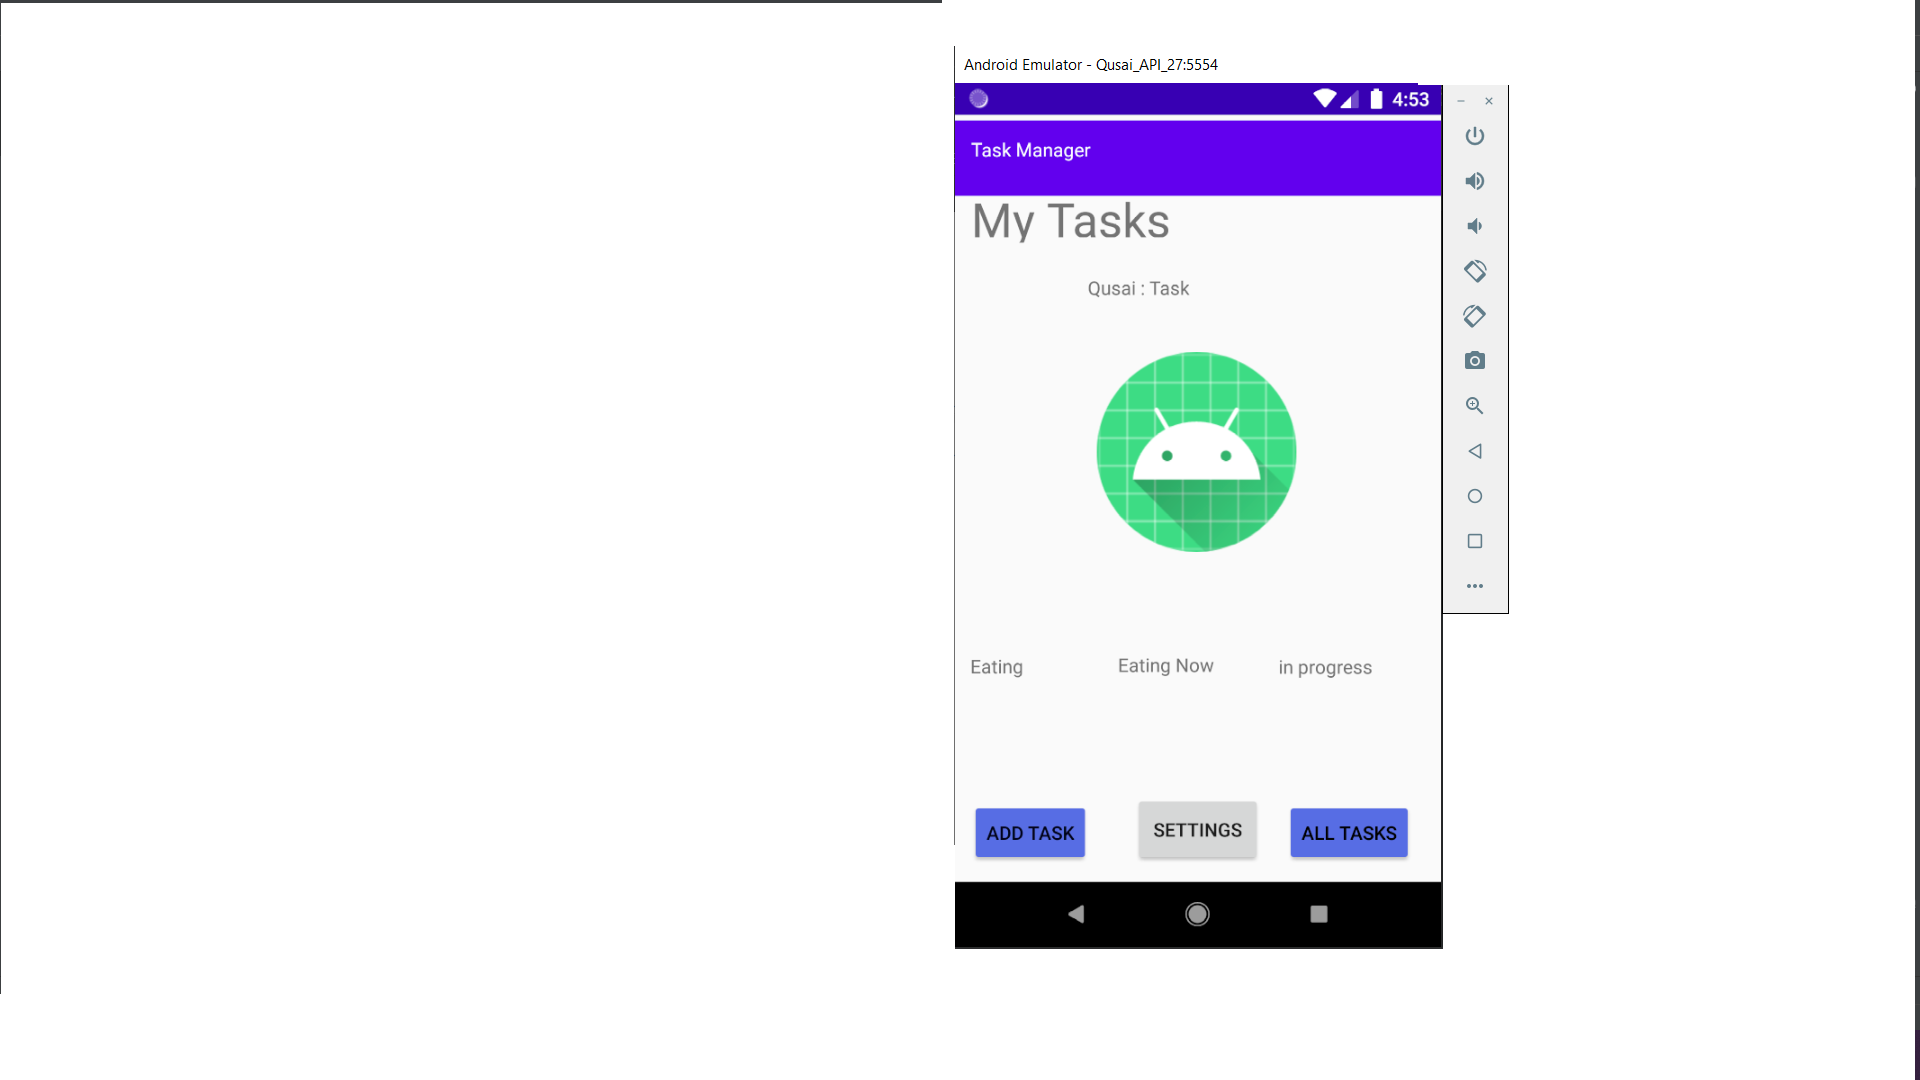 Android Emulator - Qusai_API_27:5554
4:53
Task Manager
My Tasks
Qusai : Task
Eating Eating Now in progress
ADD TASK SETTINGS ALL TASKS